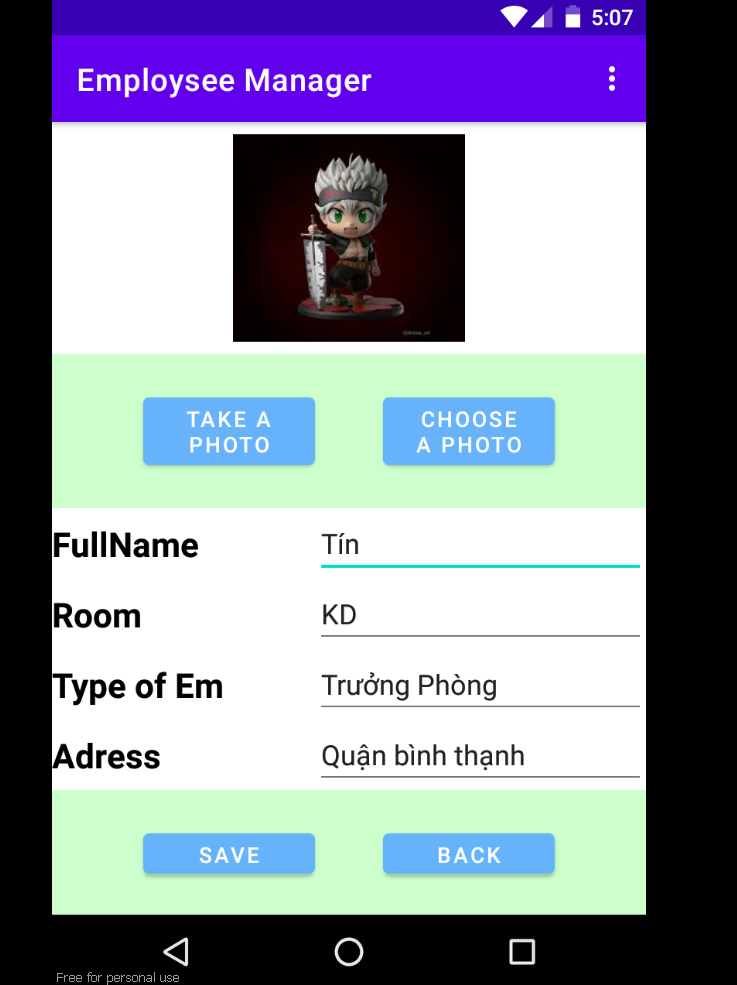 5:07
Employsee Manager
TAKE A
PHOTO
CHOOSE
A PHOTO
FullName
Tín
Room
KD
Type of Em
Trưởng Phòng
Adress
Quận bình thạnh
SAVE
BACK
Free for personal use